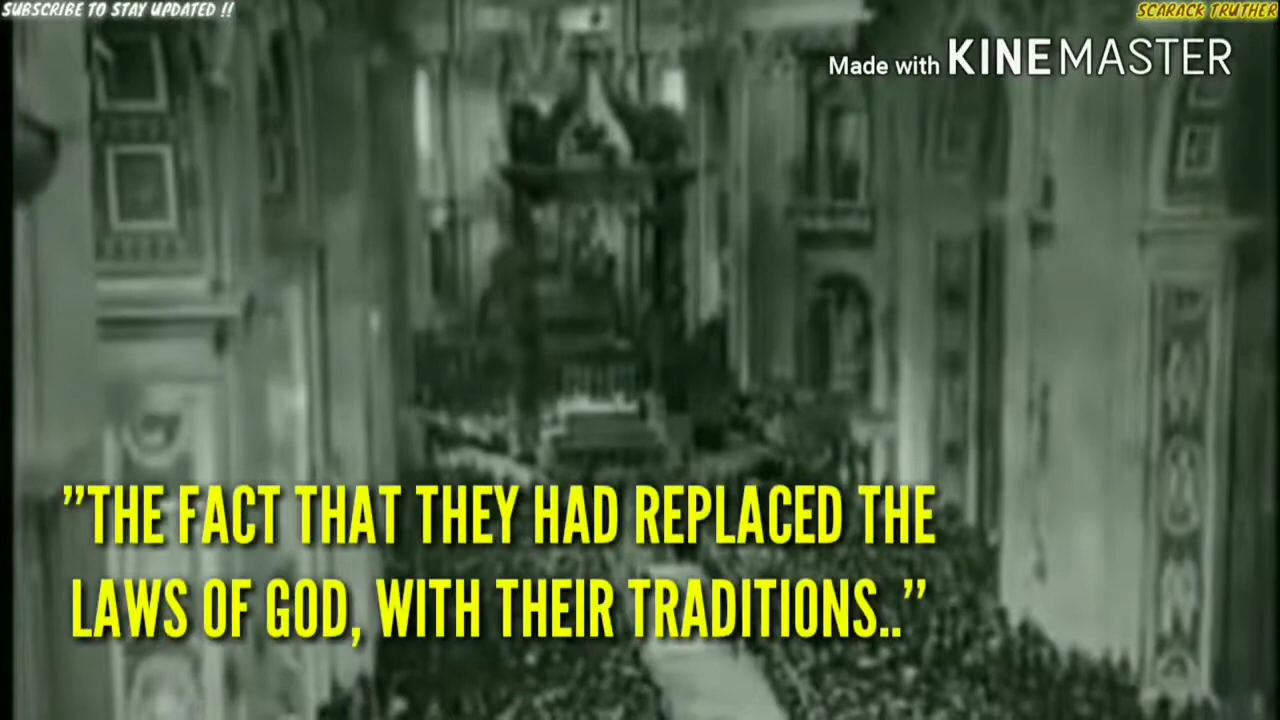 SUBSCRIBE TO STAY UPDATED !!
SCARACK TRUTHER
Made with KINEMASTER
"THE FACT THAT THEY HAD REPLACED THE
LAWS OF GOD, WITH THEIR TRADITIONS.."